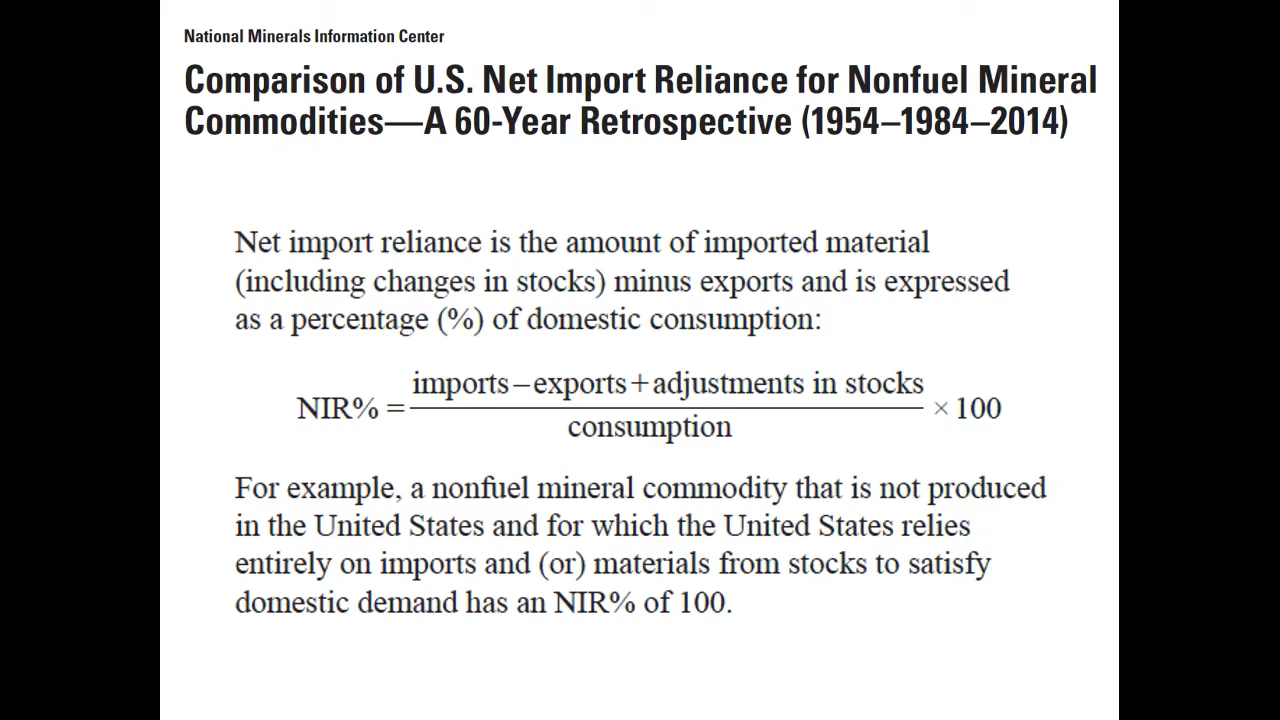 National Minerals Information Center
Comparison of U.S. Net Import Reliance for Nonfuel Mineral
Commodities—A 60-Year Retrospective (1954–1984–2014)
Net import reliance is the amount of imported material
(including changes in stocks) minus exports and is expressed
as a percentage (%) of domestic consumption:
NIR% = imports–exports+adjustments in stocks
consumption
× 100
For example, a nonfuel mineral commodity that is not produced
in the United States and for which the United States relies
entirely on imports and (or) materials from stocks to satisfy
domestic demand has an NIR% of 100.